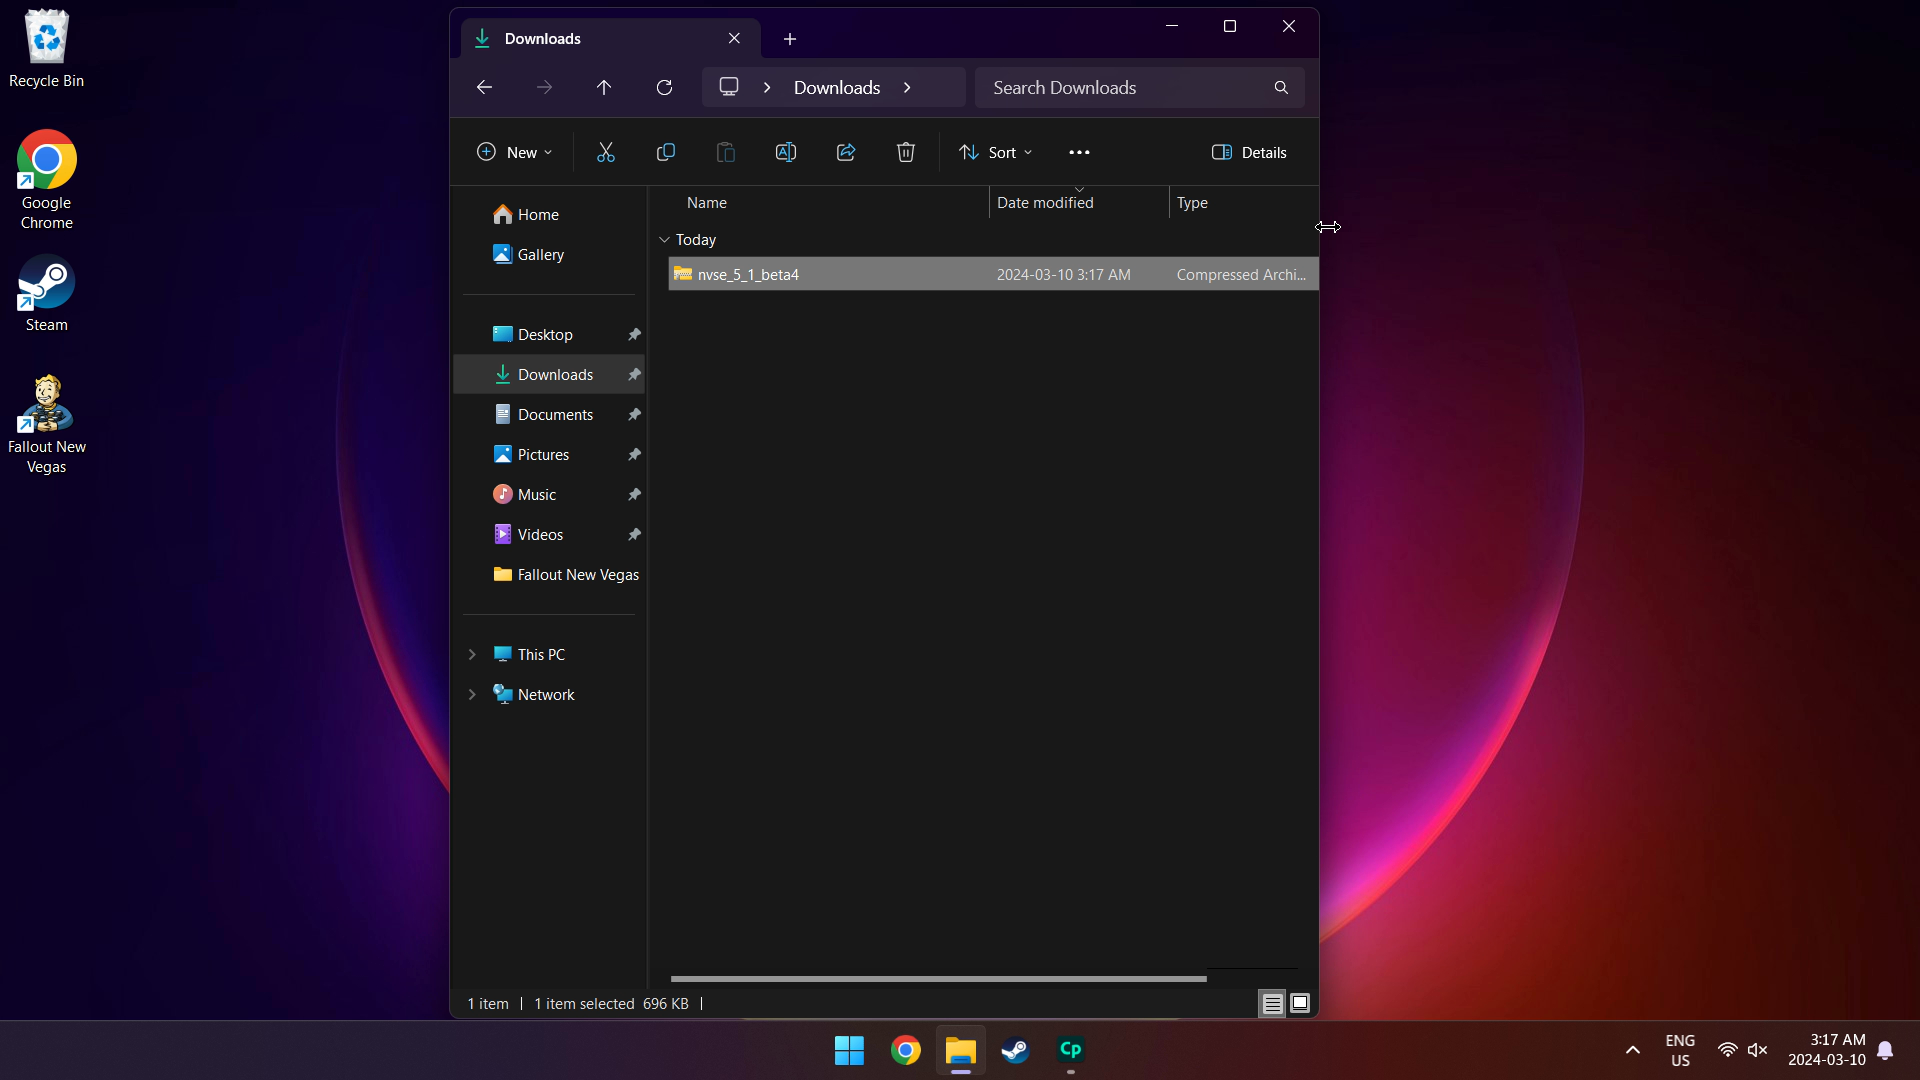 Recycle Bin
Google
Chrome
Steam
Fallout New
Vegas
Downloads
Downloads
Search Downloads
New
Sort
Details
Home
Gallery
Desktop
Downloads
Documents
Pictures
Music
Videos
Fallout New Vegas
This PC
Network
Name
Date modified
Type
Today
nvse_5_1_beta4
2024-03-10 3:17 AM
Compressed Archi...
1 item
1 item selected 696 KB
Cp
ENG
US
3:17 AM
2024-03-10